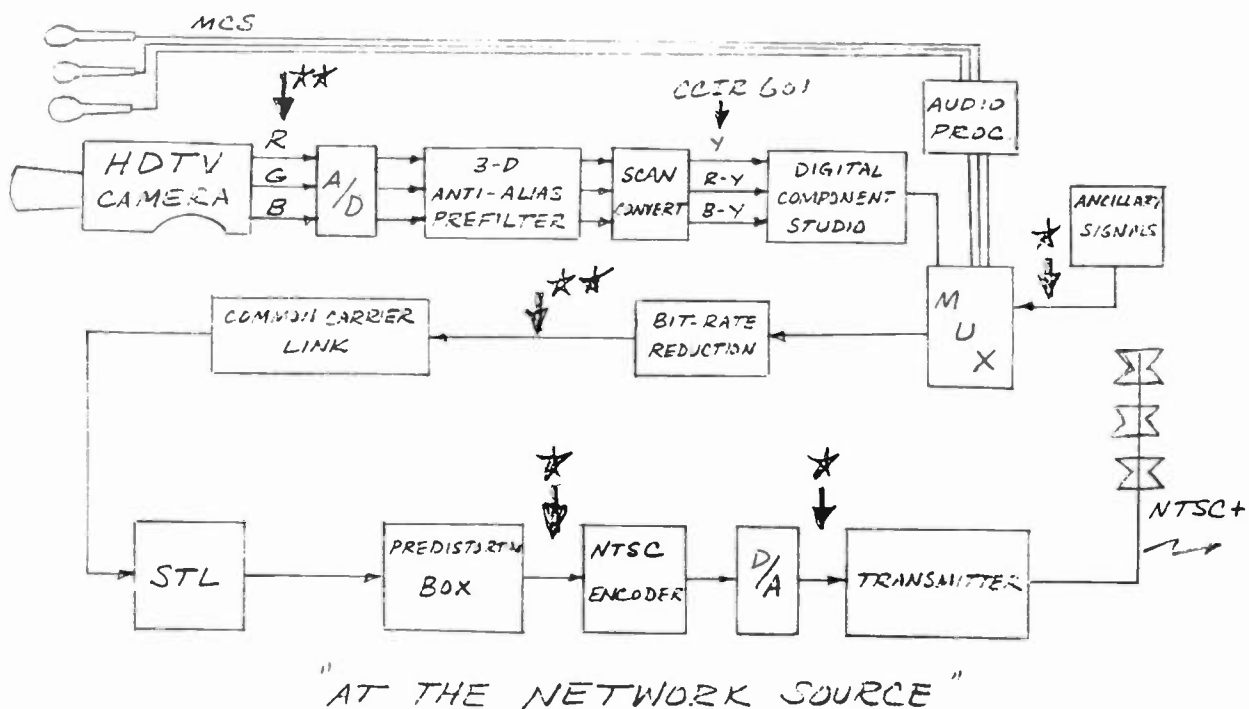 MCS
**
CCIR 601
AUDIO
PROC.
R
G
B
HDTV
CAMERA
A/D
3-D
ANTI-ALIAS
PREFILTER
SCAN
CONVERT
Y
R-Y
B-Y
DIGITAL
COMPONENT
STUDIO
ANCILLARY
SIGNALS
*
**
COMMON CARRIER
LINK
BIT-RATE
REDUCTION
MUX
*
*
NTSC+
STL
PREDISTORTION
BOX
NTSC
ENCODER
D/A
TRANSMITTER
"AT THE NETWORK SOURCE"